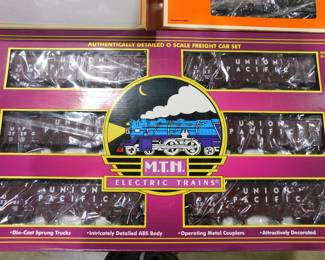 AUTHENTICALLY DETAILED O SCALE FREIGHT CAR SET
UNION
PACIFIC
UNION
PACIFIC
UNION
PACIFIC
UNION
PACIFIC
M.T.H.
ELECTRIC TRAINS
UNION
PACIFIC
UNION
PACIFIC
•Die-Cast Sprung Trucks •Intricately Detailed ABS Body •Operating Metal Couplers •Attractively Decorated